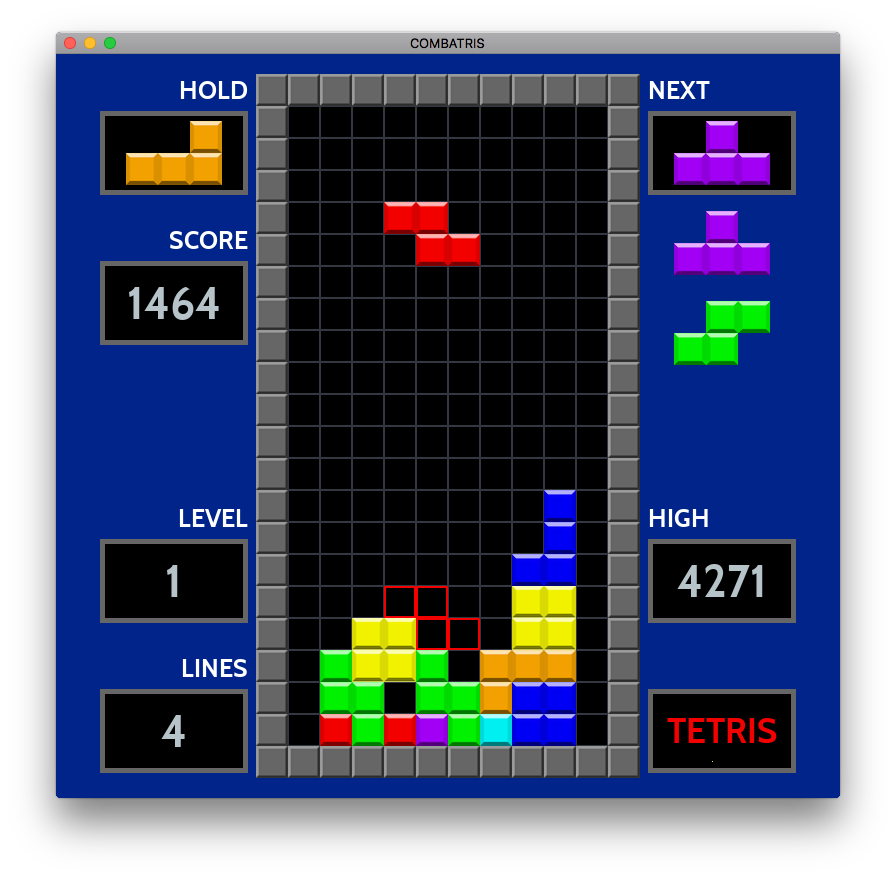 COMBATRIS
HOLD
NEXT
SCORE
1464
LEVEL
1
HIGH
4271
LINES
4
TETRIS